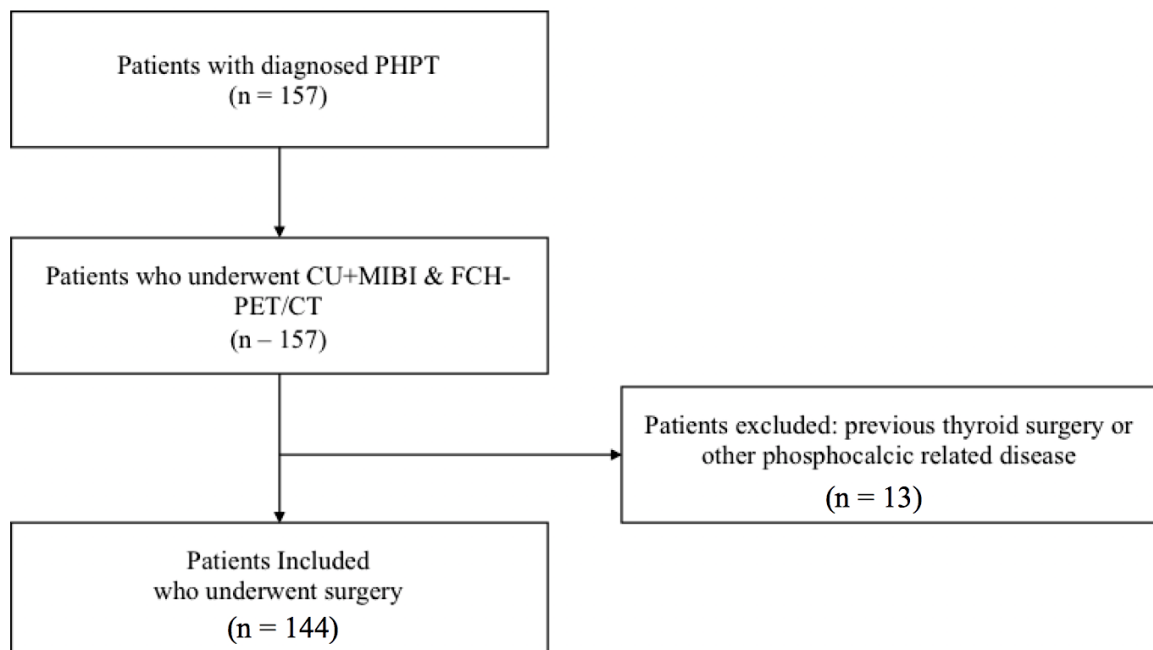 Patients with diagnosed PHPT
(n = 157)
Patients who underwent CU+MIBI & FCH-
PET/CT
(n – 157)
Patients excluded: previous thyroid surgery or
other phosphocalcic related disease
(n = 13)
Patients Included
who underwent surgery
(n = 144)